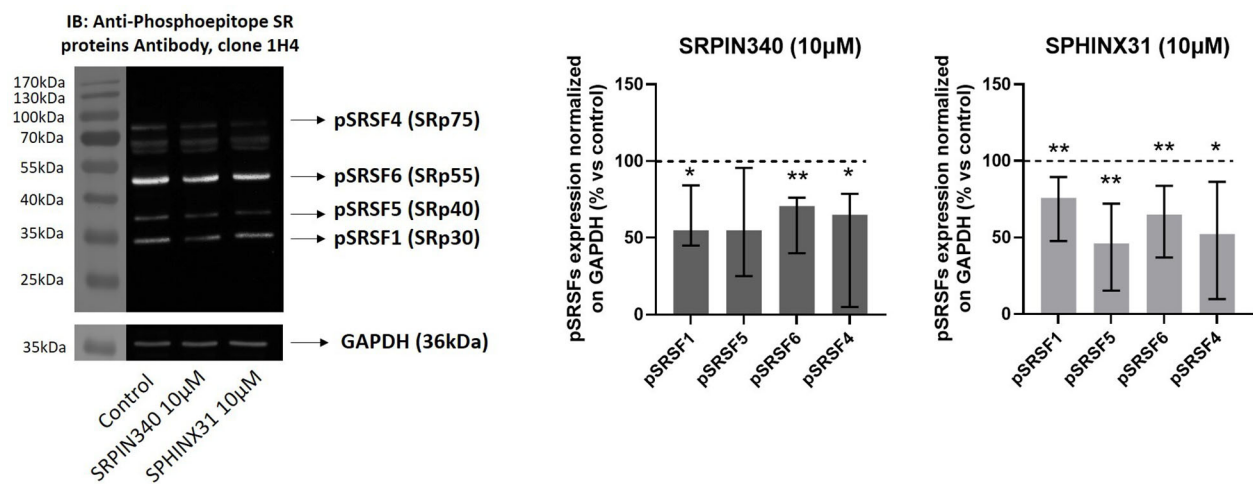 IB: Anti-Phosphoepitope SR
proteins Antibody, clone 1H4
170kDa
130kDa
100kDa
70kDa
55kDa
40kDa
35kDa
25kDa
35kDa
pSRSF4 (SRp75)
pSRSF6 (SRp55)
pSRSF5 (SRp40)
pSRSF1 (SRp30)
GAPDH (36kDa)
Control
SRPIN340 10µM
SPHINX31 10µM
SRPIN340 (10µM)
pSRSFs expression normalized
on GAPDH (% vs control)
150
100
50
0
*
**
*
pSRSF1
pSRSF5
pSRSF6
pSRSF4
SPHINX31 (10µM)
pSRSFs expression normalized
on GAPDH (% vs control)
150
100
50
0
**
**
**
*
pSRSF1
pSRSF5
pSRSF6
pSRSF4